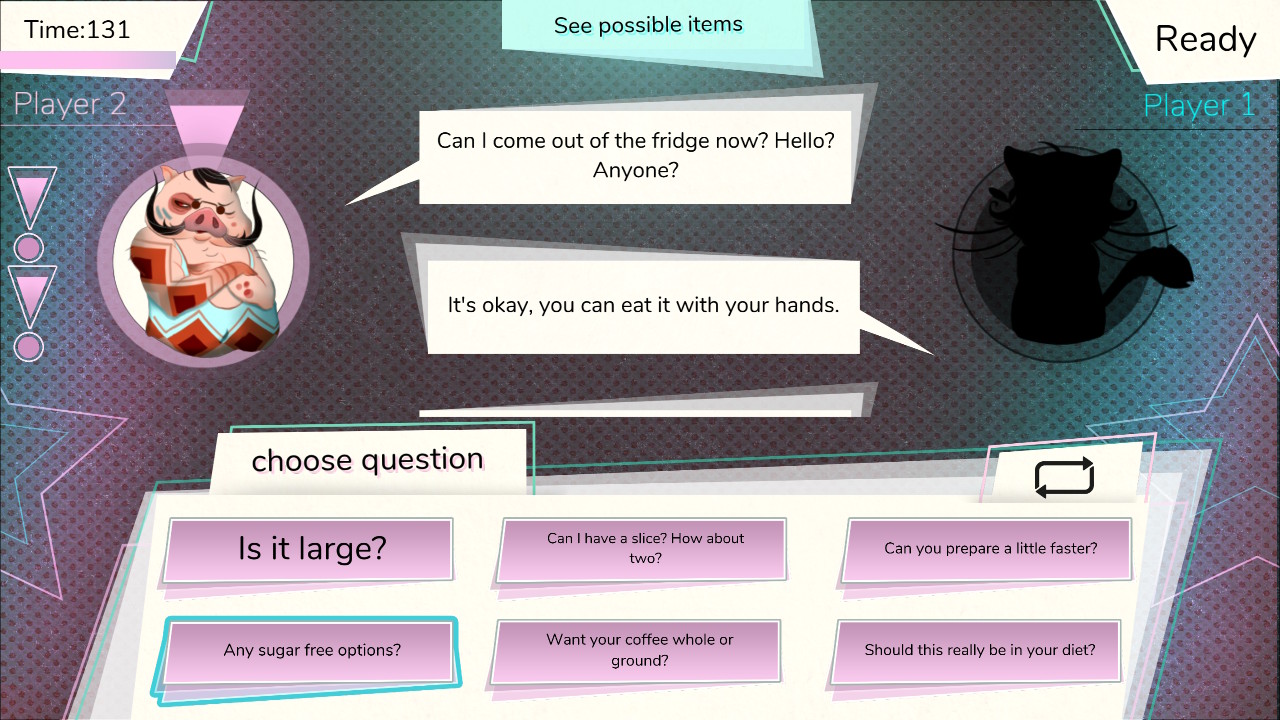 Time:131
See possible items
Ready
Player 2
Player 1
Can I come out of the fridge now? Hello?
Anyone?
It's okay, you can eat it with your hands.
choose question
Is it large?
Can I have a slice? How about
two?
Can you prepare a little faster?
Any sugar free options?
Want your coffee whole or
ground?
Should this really be in your diet?